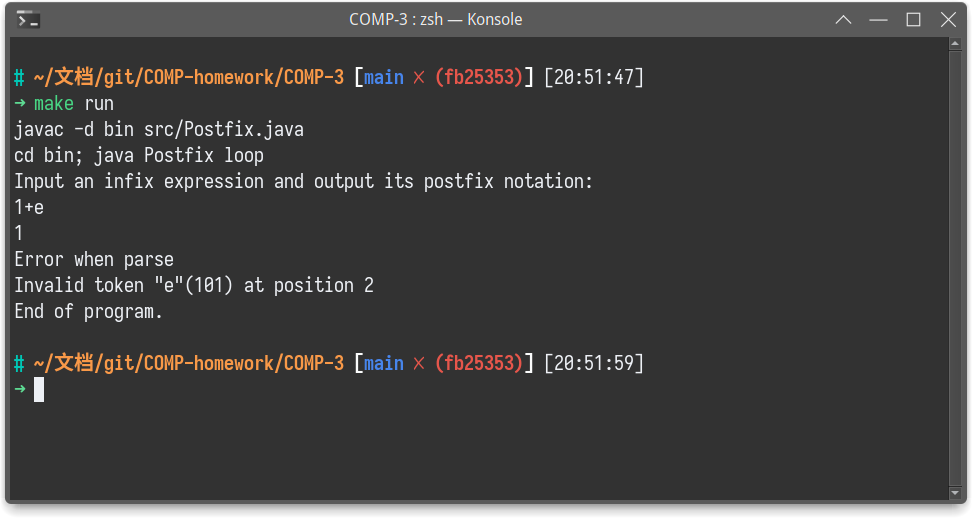 COMP-3 : zsh — Konsole
# ~/文档/git/COMP-homework/COMP-3 [main × (fb25353)] [20:51:47]
→ make run
javac -d bin src/Postfix.java
cd bin; java Postfix loop
Input an infix expression and output its postfix notation:
1+e
1
Error when parse
Invalid token "e"(101) at position 2
End of program.
# ~/文档/git/COMP-homework/COMP-3 [main × (fb25353)] [20:51:59]
→